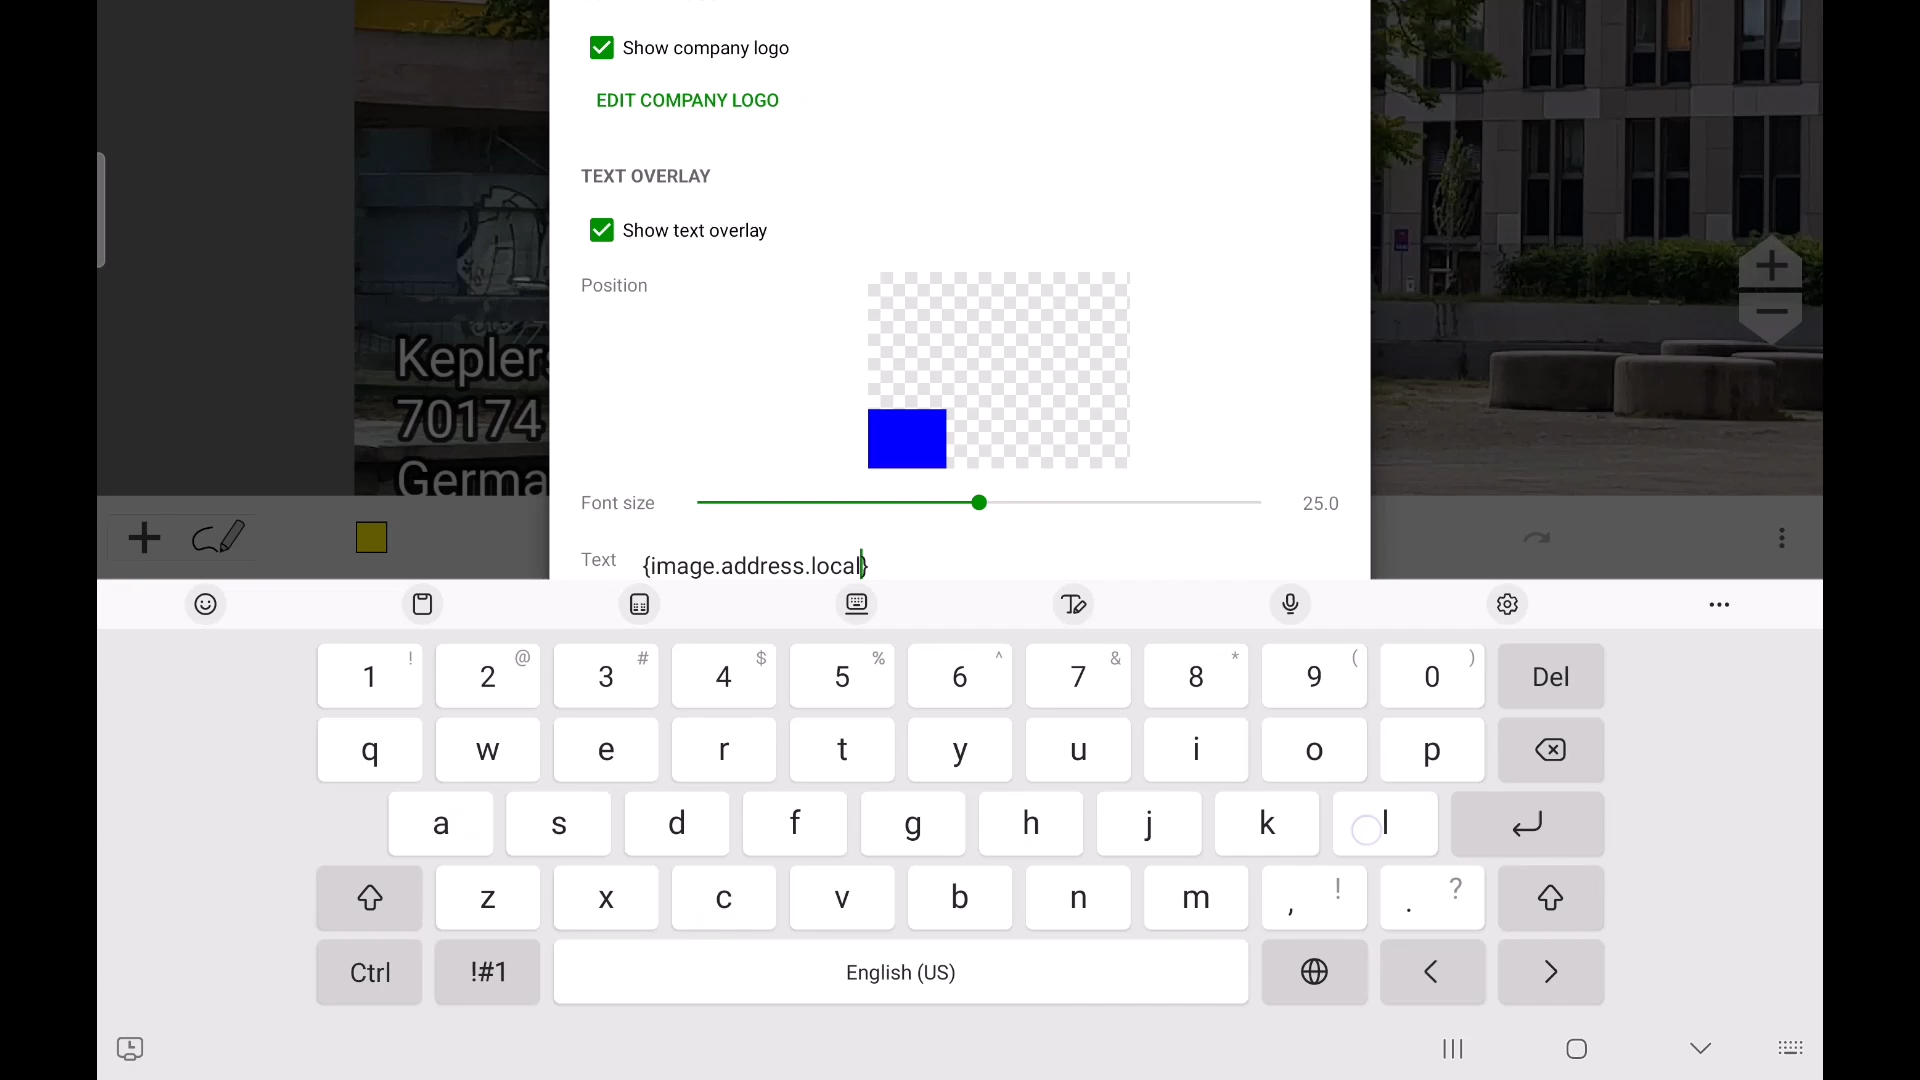 Show company logo
EDIT COMPANY LOGO
TEXT OVERLAY
Show text overlay
Position
Kepler
70174
Germa
Font size
25.0
Text
{image.address.local}
1 ! 2 @ 3 # 4 $ 5 % 6 ^ 7 & 8 * 9 ( 0 ) Del
q w e r t y u i o p
a s d f g h j k l
z x c v b n m , ! . ?
Ctrl !#1 English (US) < >